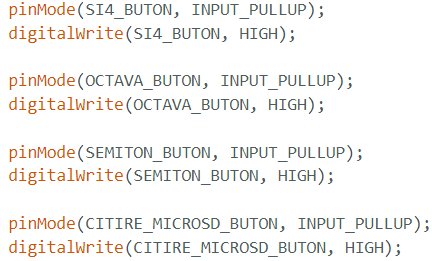 pinMode(SI4_BUTON, INPUT_PULLUP);
digitalWrite(SI4_BUTON, HIGH);
pinMode(OCTAVA_BUTON, INPUT_PULLUP);
digitalWrite(OCTAVA_BUTON, HIGH);
pinMode(SEMITON_BUTON, INPUT_PULLUP);
digitalWrite(SEMITON_BUTON, HIGH);
pinMode(CITIRE_MICROSD_BUTON, INPUT_PULLUP);
digitalWrite(CITIRE_MICROSD_BUTON, HIGH);